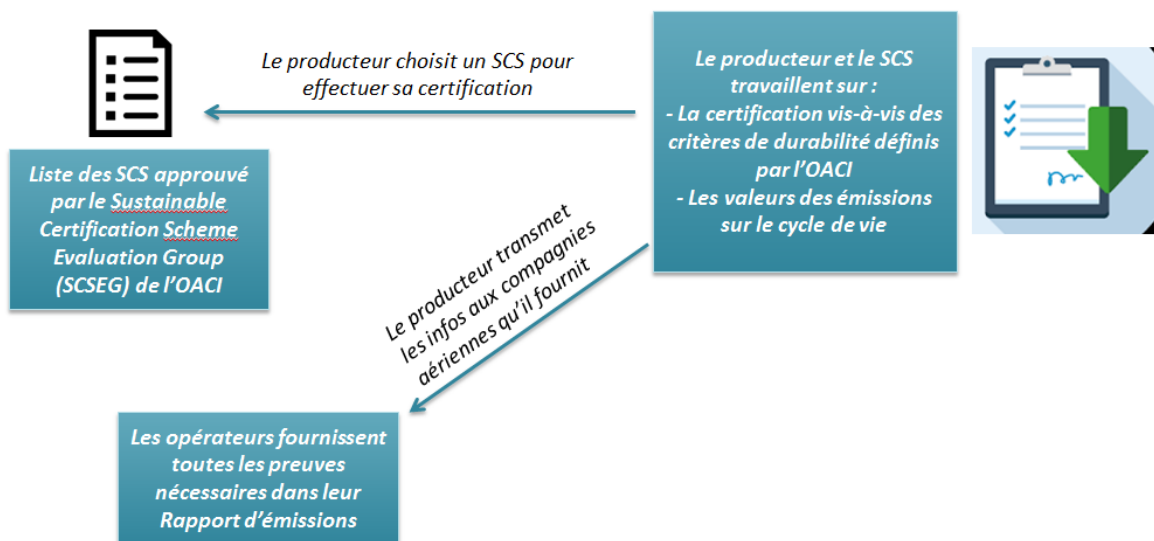 Le producteur choisit un SCS pour
effectuer sa certification
Le producteur et le SCS
travaillent sur :
- La certification vis-à-vis des
critères de durabilité définis
par l'OACI
- Les valeurs des émissions
sur le cycle de vie
Liste des SCS approuvé
par le Sustainable
Certification Scheme
Evaluation Group
(SCSEG) de l'OACI
Le producteur transmet
les infos aux compagnies
aériennes qu'il fournit
Les opérateurs fournissent
toutes les preuves
nécessaires dans leur
Rapport d'émissions